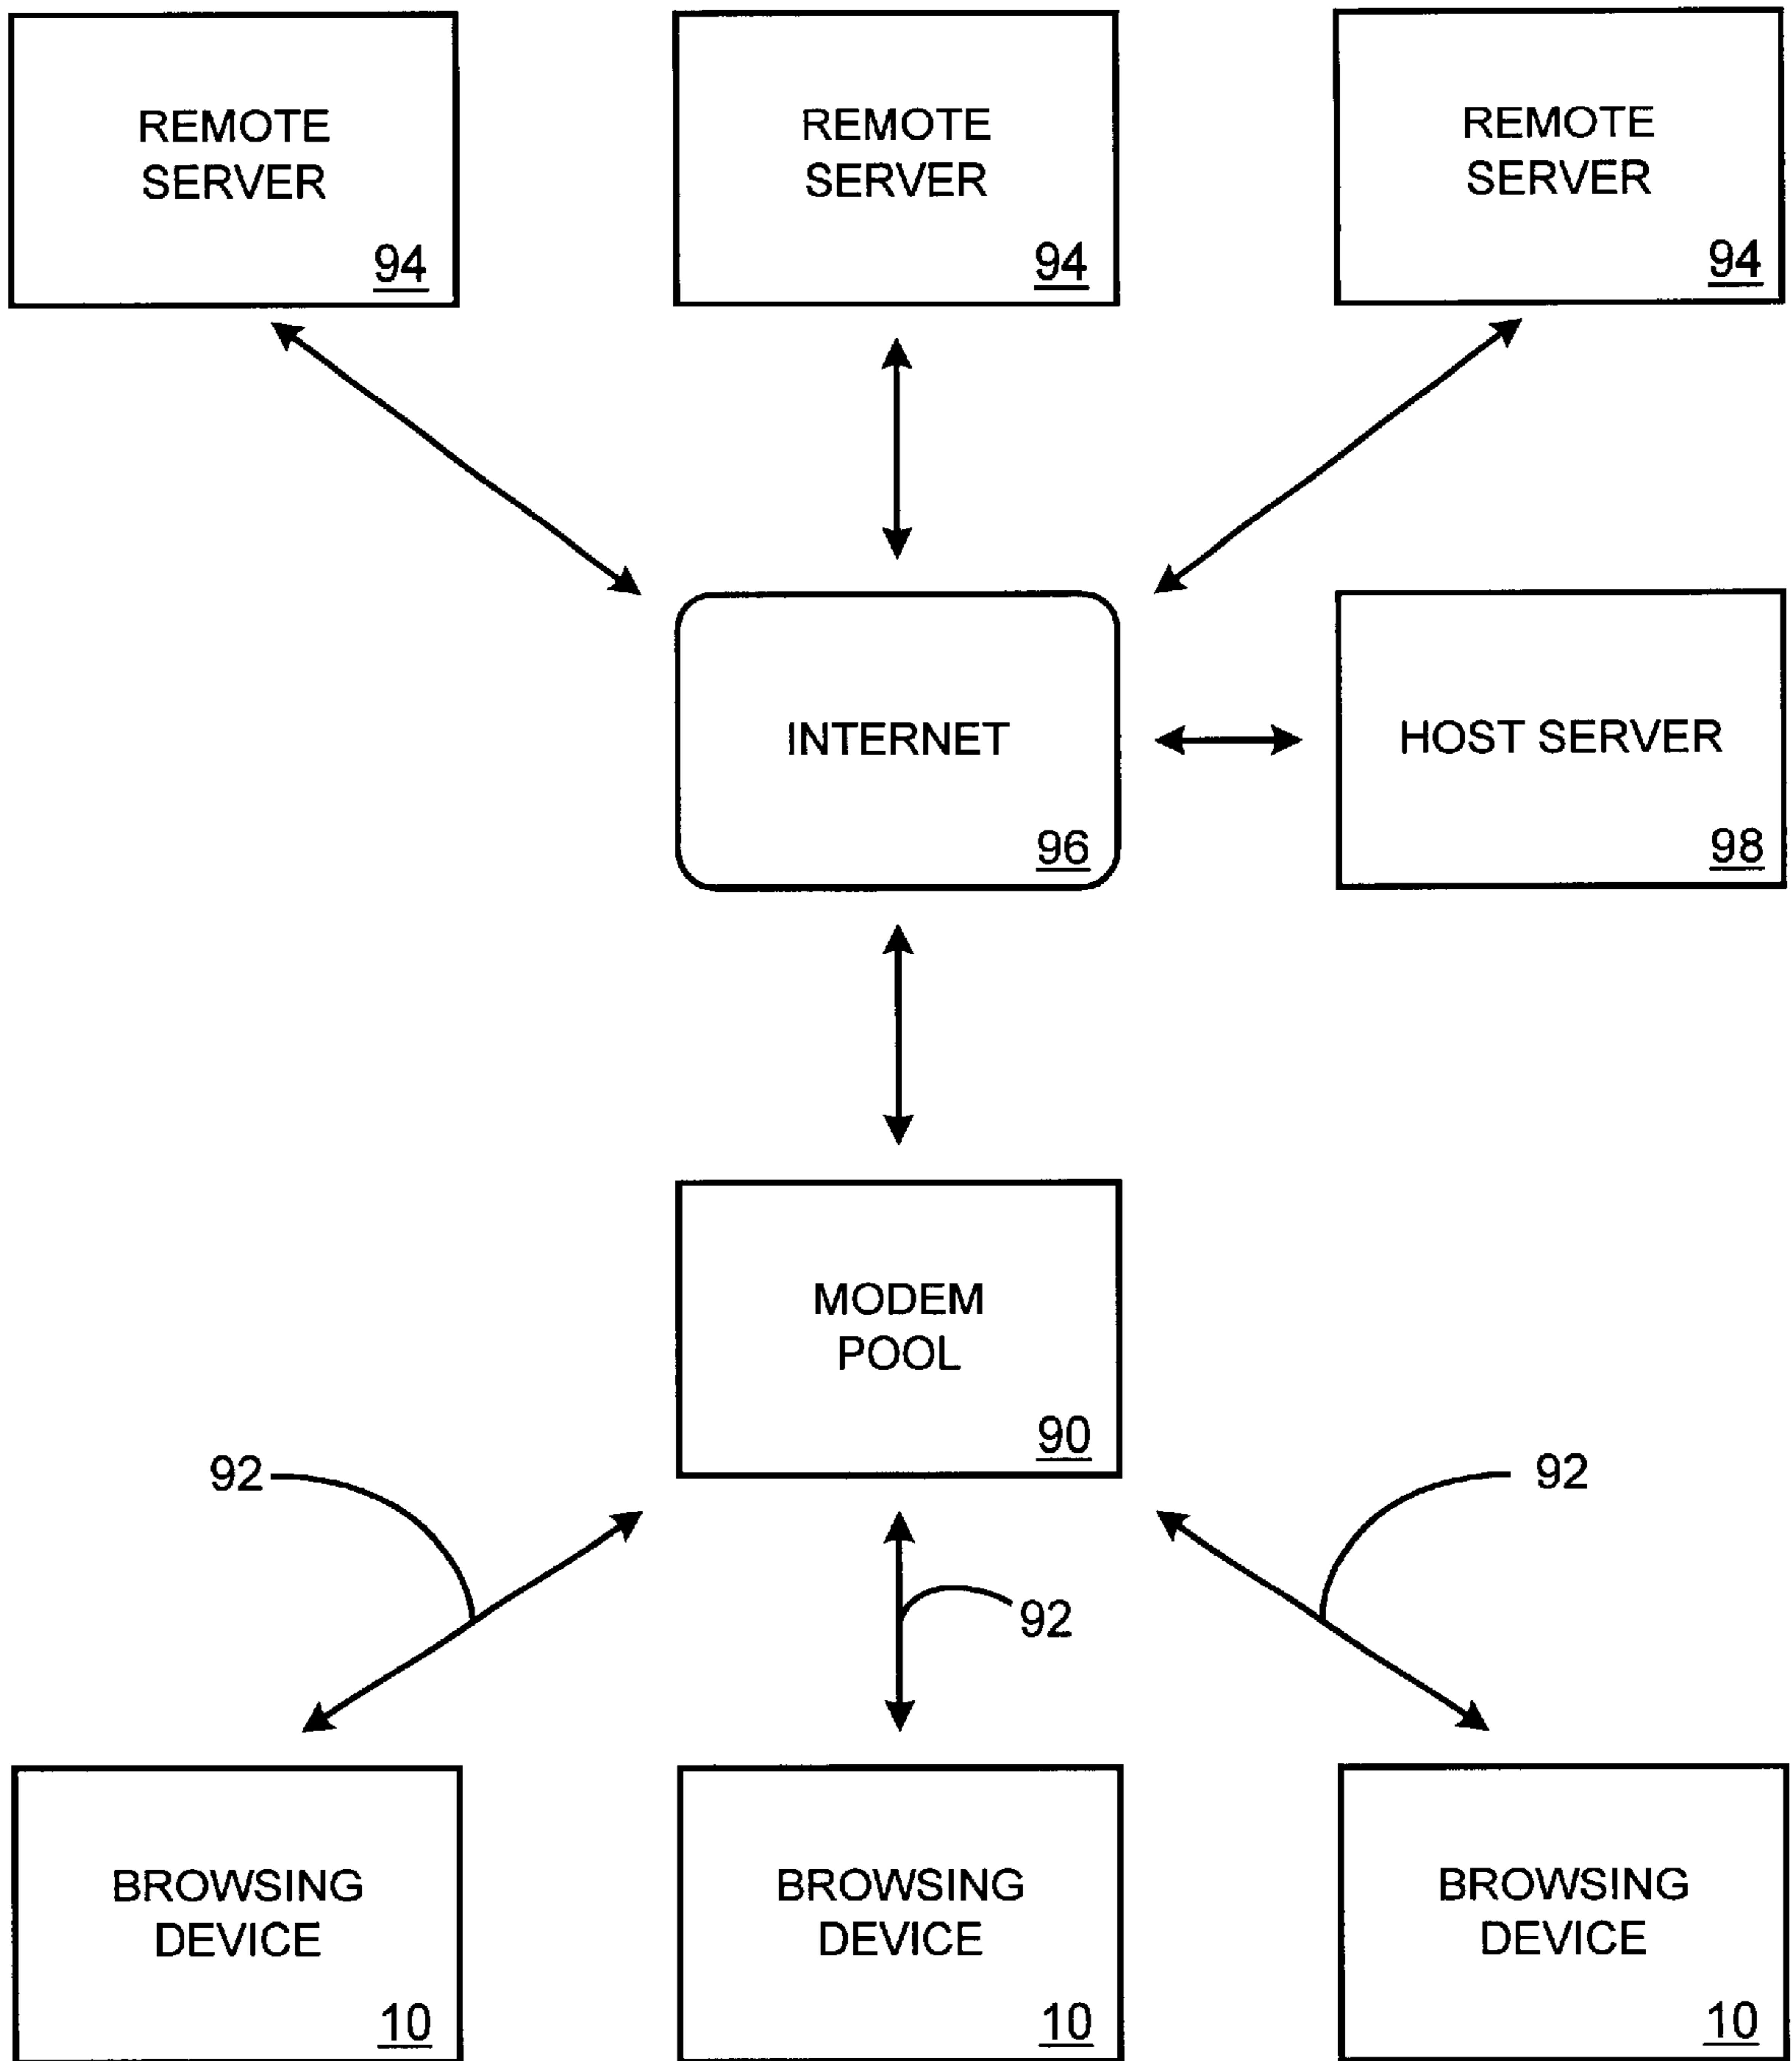 REMOTE
SERVER
94
REMOTE
SERVER
94
REMOTE
SERVER
94
INTERNET
96
HOST SERVER
98
MODEM
POOL
90
92
92
92
BROWSING
DEVICE
10
BROWSING
DEVICE
10
BROWSING
DEVICE
10